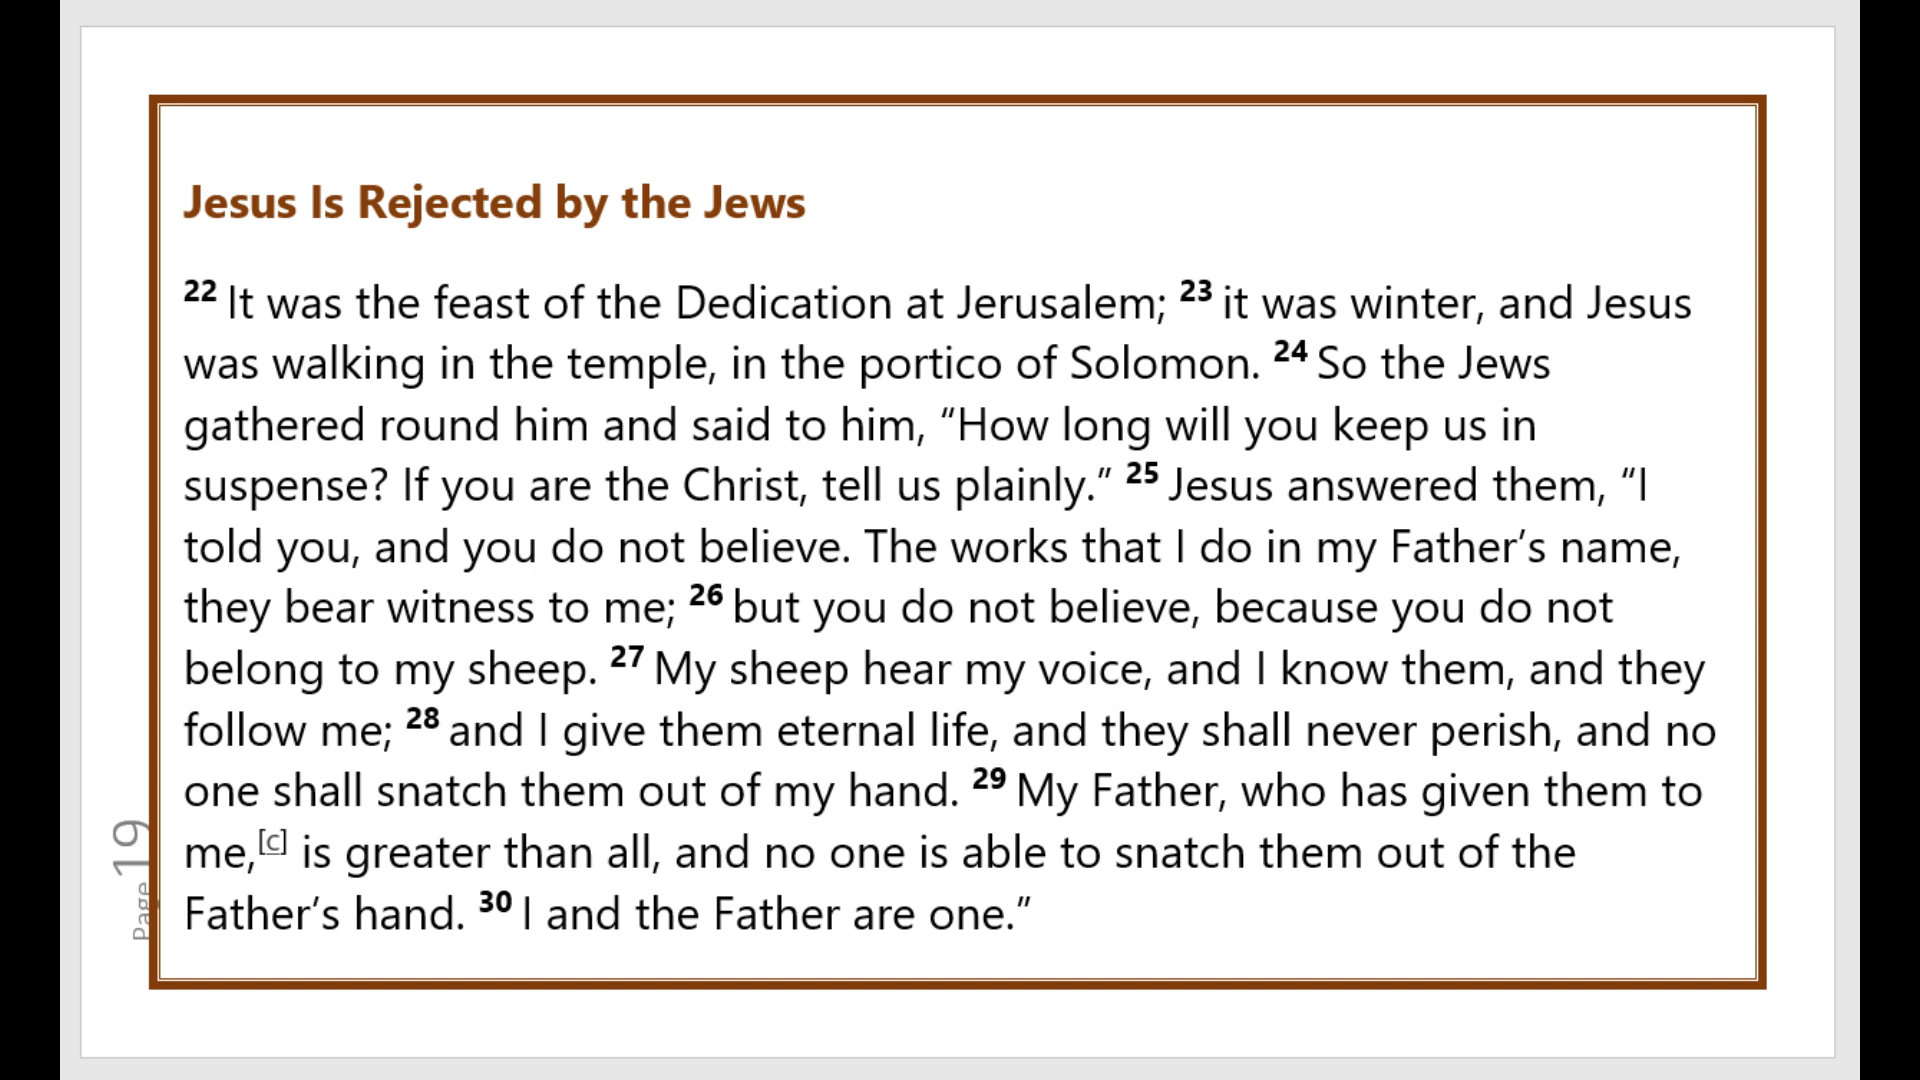 Jesus Is Rejected by the Jews
22 It was the feast of the Dedication at Jerusalem; 23 it was winter, and Jesus
was walking in the temple, in the portico of Solomon. 24 So the Jews
gathered round him and said to him, “How long will you keep us in
suspense? If you are the Christ, tell us plainly.” 25 Jesus answered them, “I
told you, and you do not believe. The works that I do in my Father’s name,
they bear witness to me; 26 but you do not believe, because you do not
belong to my sheep. 27 My sheep hear my voice, and I know them, and they
follow me; 28 and I give them eternal life, and they shall never perish, and no
one shall snatch them out of my hand. 29 My Father, who has given them to
me,[c] is greater than all, and no one is able to snatch them out of the
Father’s hand. 30 I and the Father are one.”
Page 19